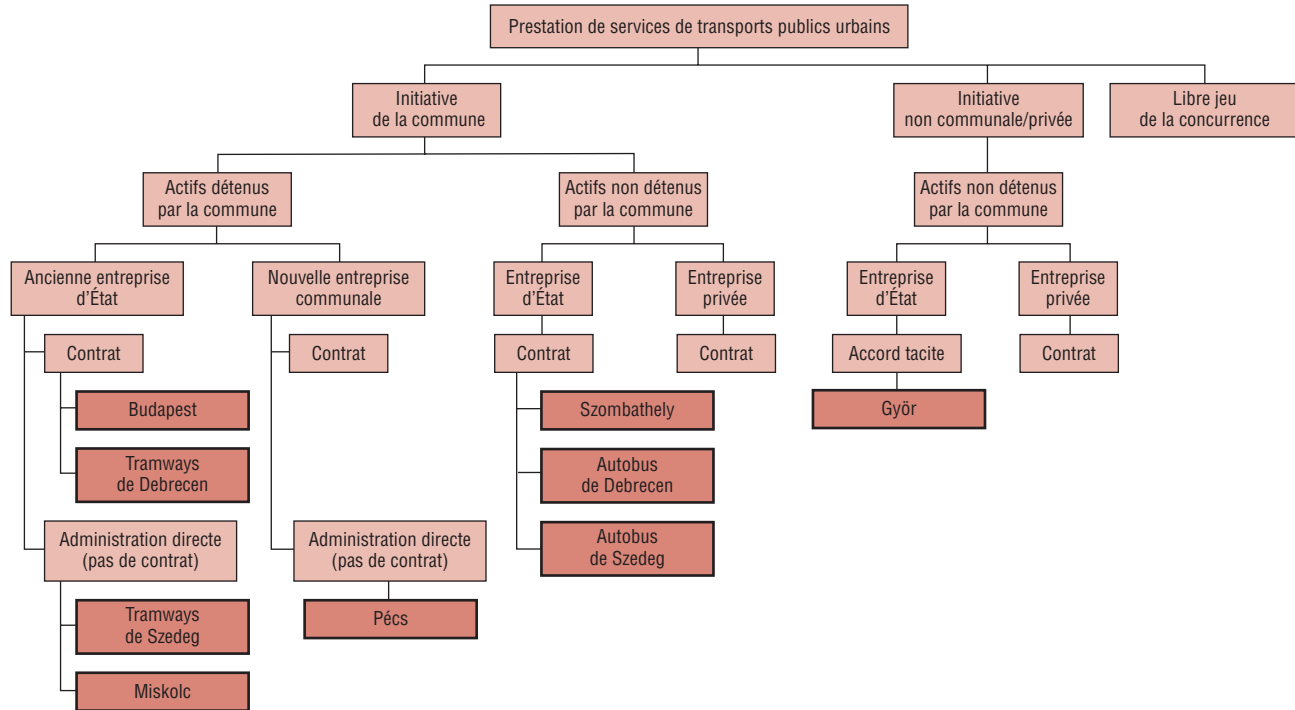 Prestation de services de transports publics urbains
Initiative
de la commune
Initiative
non communale/privée
Libre jeu
de la concurrence
Actifs détenus
par la commune
Actifs non détenus
par la commune
Actifs non détenus
par la commune
Ancienne entreprise
d'État
Nouvelle entreprise
communale
Entreprise
d'État
Entreprise
privée
Entreprise
d'État
Entreprise
privée
Contrat
Contrat
Contrat
Contrat
Accord tacite
Contrat
Budapest
Szombathely
Györ
Tramways
de Debrecen
Autobus
de Debrecen
Administration directe
(pas de contrat)
Administration directe
(pas de contrat)
Autobus
de Szedeg
Tramways
de Szedeg
Pécs
Miskolc